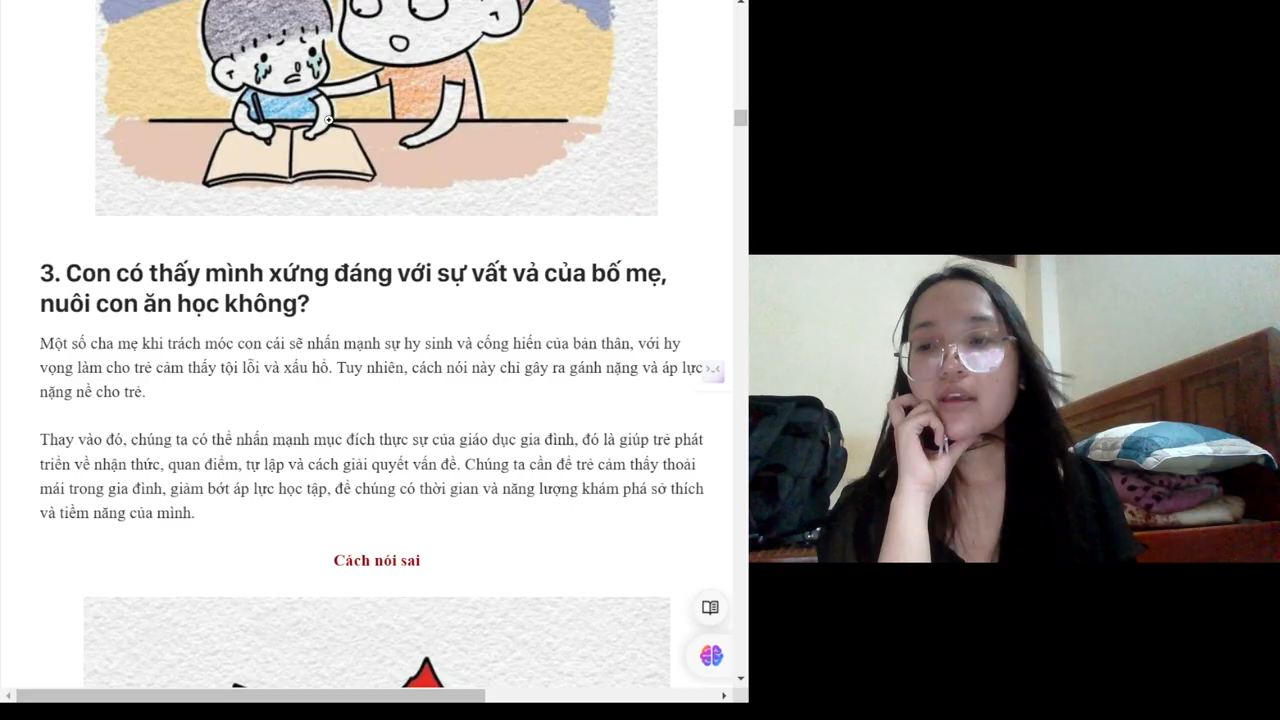 3. Con có thấy mình xứng đáng với sự vất vả của bố mẹ,
nuôi con ăn học không?
Một số cha mẹ khi trách móc con cái sẽ nhấn mạnh sự hy sinh và cống hiến của bản thân, với hy
vọng làm cho trẻ cảm thấy tội lỗi và xấu hổ. Tuy nhiên, cách nói này chỉ gây ra gánh nặng và áp lực
nặng nề cho trẻ.
Thay vào đó, chúng ta có thể nhấn mạnh mục đích thực sự của giáo dục gia đình, đó là giúp trẻ phát
triển về nhận thức, quan điểm, tự lập và cách giải quyết vấn đề. Chúng ta cần để trẻ cảm thấy thoải
mái trong gia đình, giảm bớt áp lực học tập, để chúng có thời gian và năng lượng khám phá sở thích
và tiềm năng của mình.
Cách nói sai